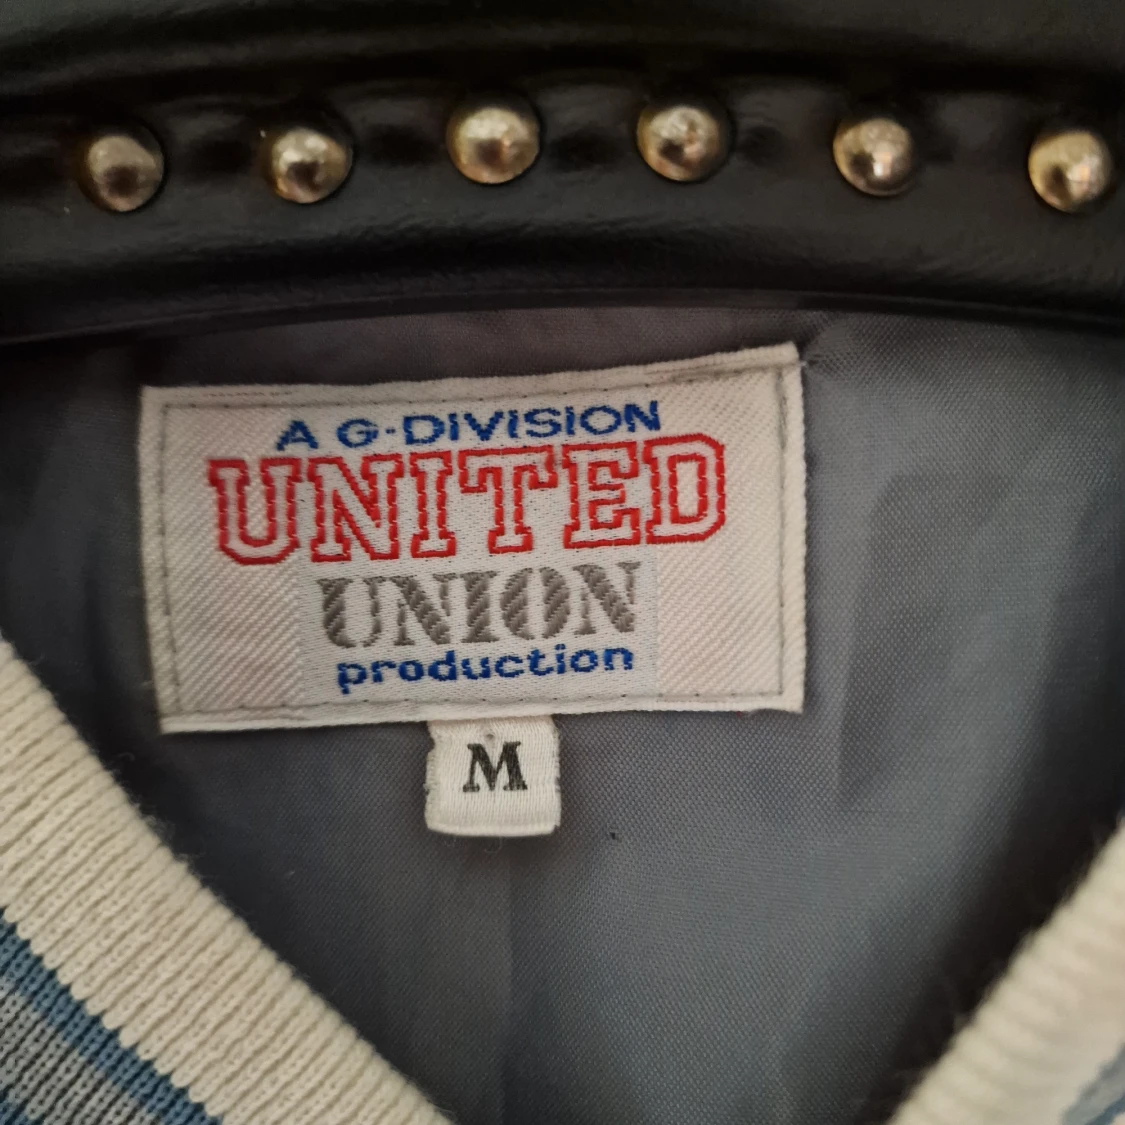 A G-DIVISION
UNITED
UNION
production
M